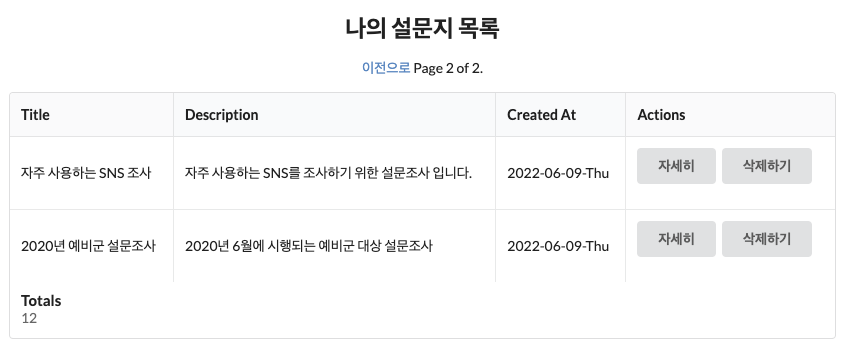 나의 설문지 목록
이전으로 Page 2 of 2.
Title Description Created At Actions
자주 사용하는 SNS 조사 자주 사용하는 SNS를 조사하기 위한 설문조사 입니다. 2022-06-09-Thu 자세히 삭제하기
2020년 예비군 설문조사 2020년 6월에 시행되는 예비군 대상 설문조사 2022-06-09-Thu 자세히 삭제하기
Totals
12